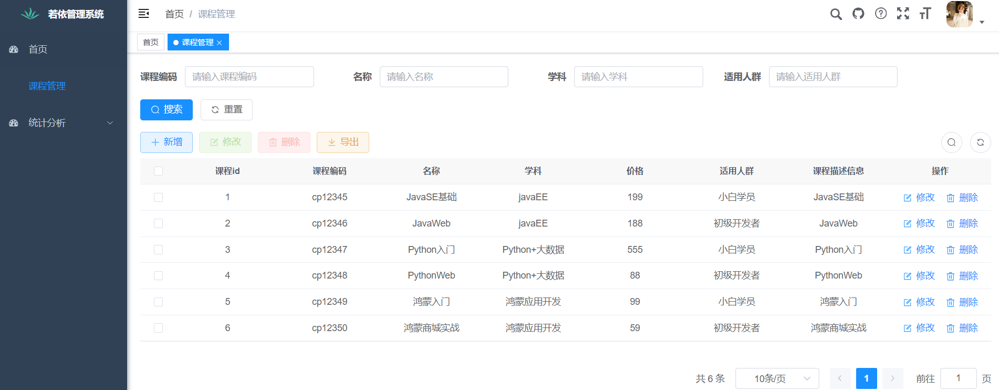 若依管理系统
首页 / 课程管理
首页
课程管理
统计分析
首页 课程管理
课程编码 请输入课程编码 名称 请输入名称 学科 请输入学科 适用人群 请输入适用人群
搜索 重置
新增 修改 删除 导出
课程id 课程编码 名称 学科 价格 适用人群 课程描述信息 操作
1 cp12345 JavaSE基础 javaEE 199 小白学员 JavaSE基础 修改 删除
2 cp12346 JavaWeb javaEE 188 初级开发者 JavaWeb 修改 删除
3 cp12347 Python入门 Python+大数据 555 小白学员 Python入门 修改 删除
4 cp12348 PythonWeb Python+大数据 88 初级开发者 PythonWeb 修改 删除
5 cp12349 鸿蒙入门 鸿蒙应用开发 99 小白学员 鸿蒙入门 修改 删除
6 cp12350 鸿蒙商城实战 鸿蒙应用开发 59 初级开发者 鸿蒙商城实战 修改 删除
共 6 条 10条/页 1 前往 1 页